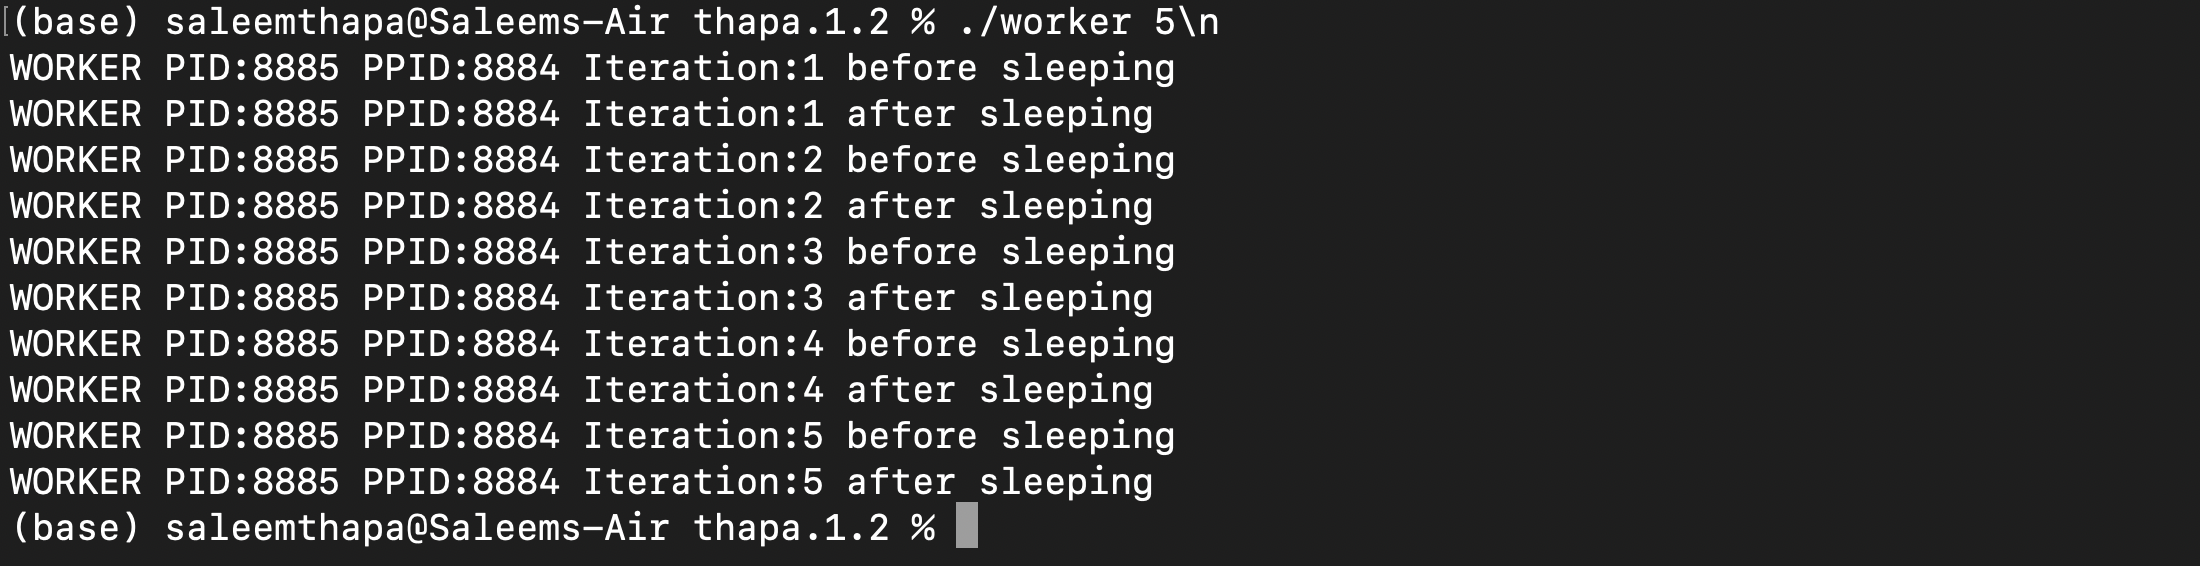 (base) saleemthapa@Saleems-Air thapa.1.2 % ./worker 5\n
WORKER PID:8885 PPID:8884 Iteration:1 before sleeping
WORKER PID:8885 PPID:8884 Iteration:1 after sleeping
WORKER PID:8885 PPID:8884 Iteration:2 before sleeping
WORKER PID:8885 PPID:8884 Iteration:2 after sleeping
WORKER PID:8885 PPID:8884 Iteration:3 before sleeping
WORKER PID:8885 PPID:8884 Iteration:3 after sleeping
WORKER PID:8885 PPID:8884 Iteration:4 before sleeping
WORKER PID:8885 PPID:8884 Iteration:4 after sleeping
WORKER PID:8885 PPID:8884 Iteration:5 before sleeping
WORKER PID:8885 PPID:8884 Iteration:5 after sleeping
(base) saleemthapa@Saleems-Air thapa.1.2 %